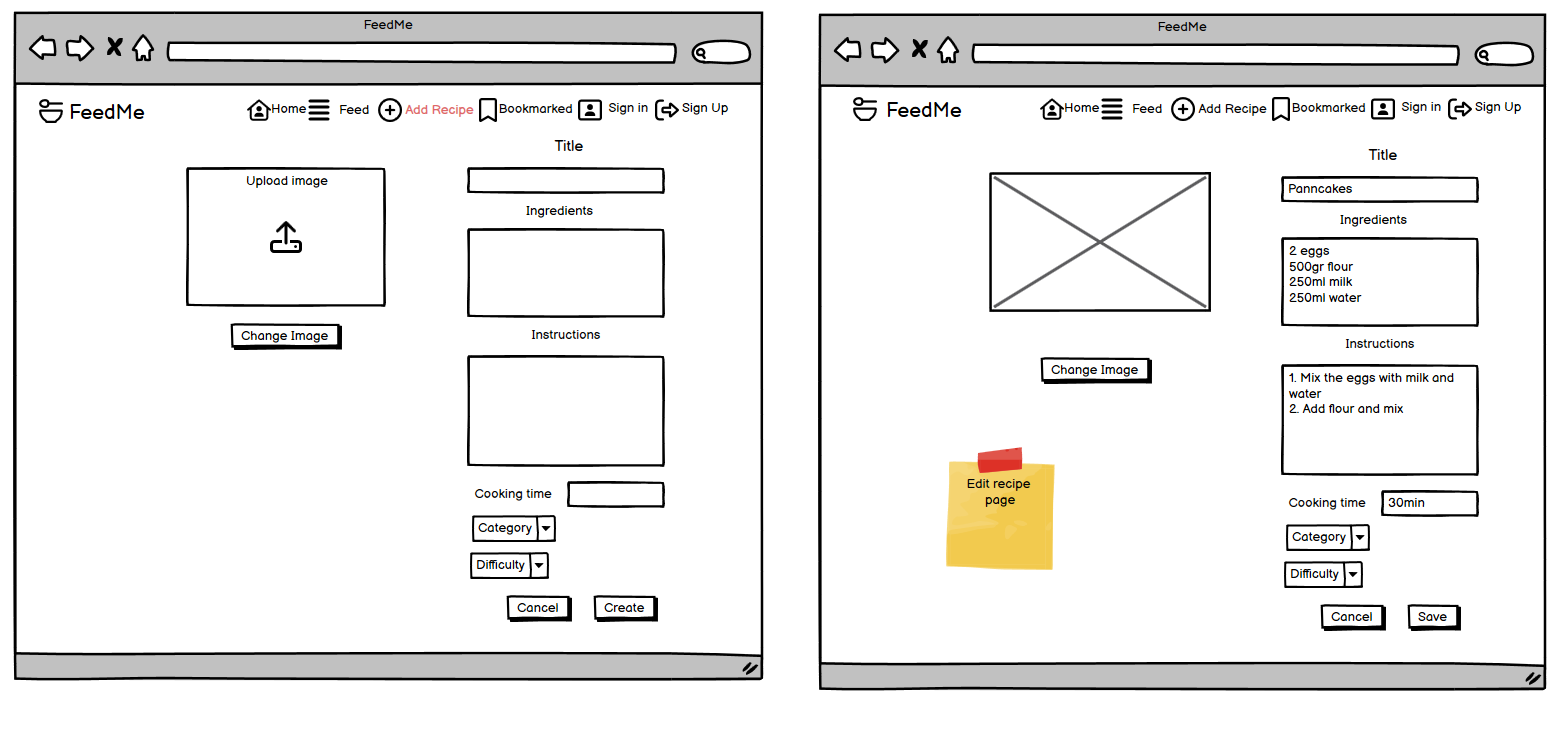 FeedMe
FeedMe Home Feed Add Recipe Bookmarked Sign in Sign Up
Title
Upload image
Ingredients
Change Image
Instructions
Cooking time
Category
Difficulty
Cancel Create
FeedMe
FeedMe Home Feed Add Recipe Bookmarked Sign in Sign Up
Title
Panncakes
Ingredients
2 eggs
500gr flour
250ml milk
250ml water
Instructions
Change Image
1. Mix the eggs with milk and
water
2. Add flour and mix
Edit recipe
page
Cooking time 30min
Category
Difficulty
Cancel Save